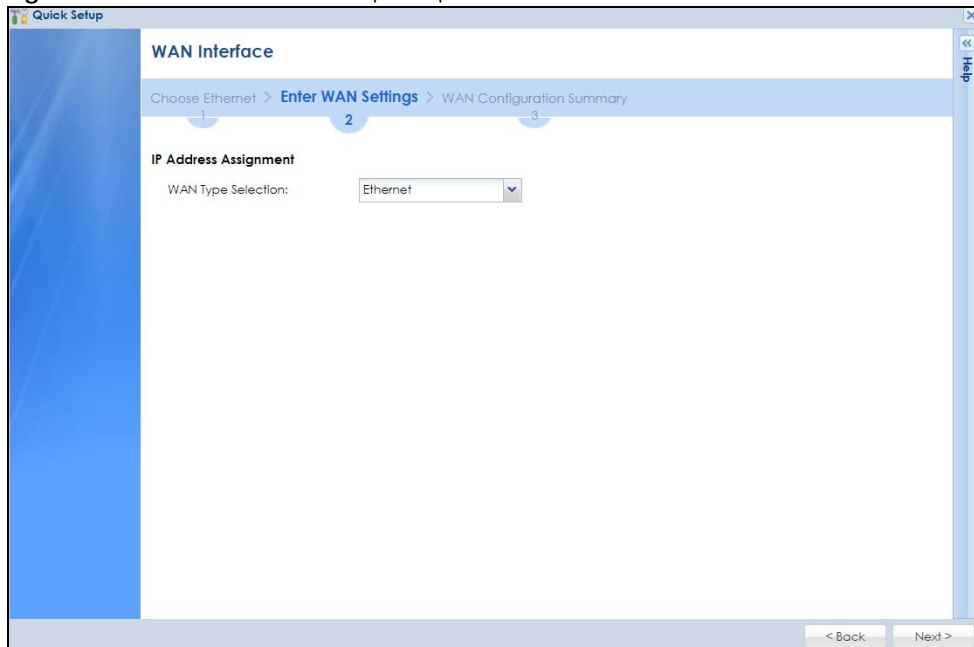 Quick Setup
WAN Interface
Help
Choose Ethernet > Enter WAN Settings > WAN Configuration Summary
1 2 3
IP Address Assignment
WAN Type Selection: Ethernet
< Back Next >